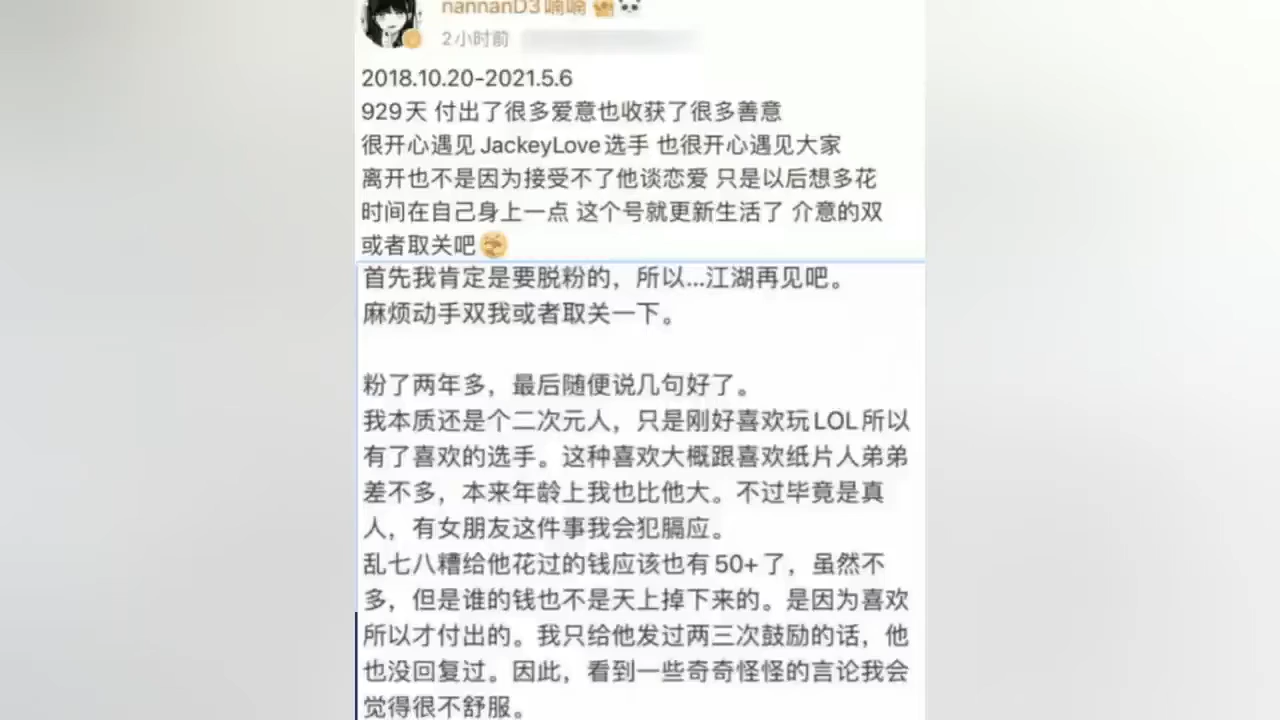 nannanD3喃喃
2小时前
2018.10.20-2021.5.6
929天 付出了很多爱意也收获了很多善意
很开心遇见 JackeyLove选手 也很开心遇见大家
离开也不是因为接受不了他谈恋爱 只是以后想多花
时间在自己身上一点 这个号就更新生活了 介意的双
或者取关吧
首先我肯定是要脱粉的，所以...江湖再见吧。
麻烦动手双我或者取关一下。
粉了两年多，最后随便说几句好了。
我本质还是个二次元人，只是刚好喜欢玩LOL所以
有了喜欢的选手。这种喜欢大概跟喜欢纸片人弟弟
差不多，本来年龄上我也比他大。不过毕竟是真
人，有女朋友这件事我会犯膈应。
乱七八糟给他花过的钱应该也有50+了，虽然不
多，但是谁的钱也不是天上掉下来的。是因为喜欢
所以才付出的。我只给他发过两三次鼓励的话，他
也没回复过。因此，看到一些奇奇怪怪的言论我会
觉得很不舒服。